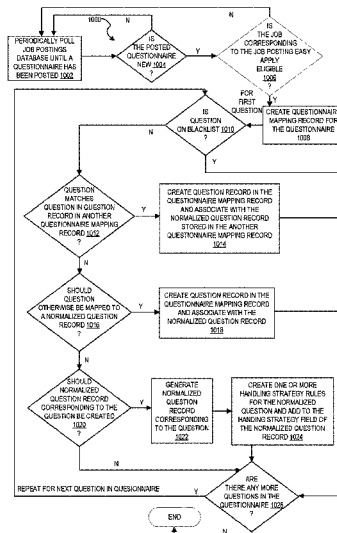 1000
N
PERIODICALLY POLL
JOB POSTINGS
DATABASE UNTIL A
QUESTIONNAIRE HAS
BEEN POSTED 1002
IS
THE POSTED
QUESTIONNAIRE
NEW 1004
?
Y
IS
THE JOB
CORRESPONDING
TO THE JOB POSTING EASY
APPLY
ELIGIBLE
1006
?
N
Y
FOR
FIRST
QUESTION
CREATE QUESTIONNAIRE
MAPPING RECORD FOR
THE QUESTIONNAIRE
1008
IS
QUESTION
ON BLACKLIST 1010
?
N
Y
QUESTION
MATCHES
QUESTION IN QUESTION
RECORD IN ANOTHER
QUESTIONNAIRE MAPPING
RECORD 1012
?
Y
CREATE QUESTION RECORD IN THE
QUESTIONNAIRE MAPPING RECORD
AND ASSOCIATE WITH THE
NORMALIZED QUESTION RECORD
STORED IN THE ANOTHER
QUESTIONNAIRE MAPPING RECORD
1014
N
SHOULD
QUESTION
OTHERWISE BE MAPPED TO
A NORMALIZED QUESTION
RECORD 1016
?
Y
CREATE QUESTION RECORD IN THE
QUESTIONNAIRE MAPPING RECORD
AND ASSOCIATE WITH THE
NORMALIZED QUESTION RECORD
1018
N
SHOULD
NORMALIZED
QUESTION RECORD
CORRESPONDING TO THE
QUESTION BE CREATED
1020
?
Y
GENERATE
NORMALIZED
QUESTION
RECORD
CORRESPONDING
TO THE QUESTION
1022
CREATE ONE OR MORE
HANDLING STRATEGY RULES
FOR THE NORMALIZED
QUESTION AND ADD TO THE
HANDING STRATEGY FIELD OF
THE NORMALIZED QUESTION
RECORD 1024
N
REPEAT FOR NEXT QUESTION IN QUESIONNAIRE
Y
ARE
THERE ANY MORE
QUESTIONS IN THE
QUESTIONNAIRE 1026
?
N
END